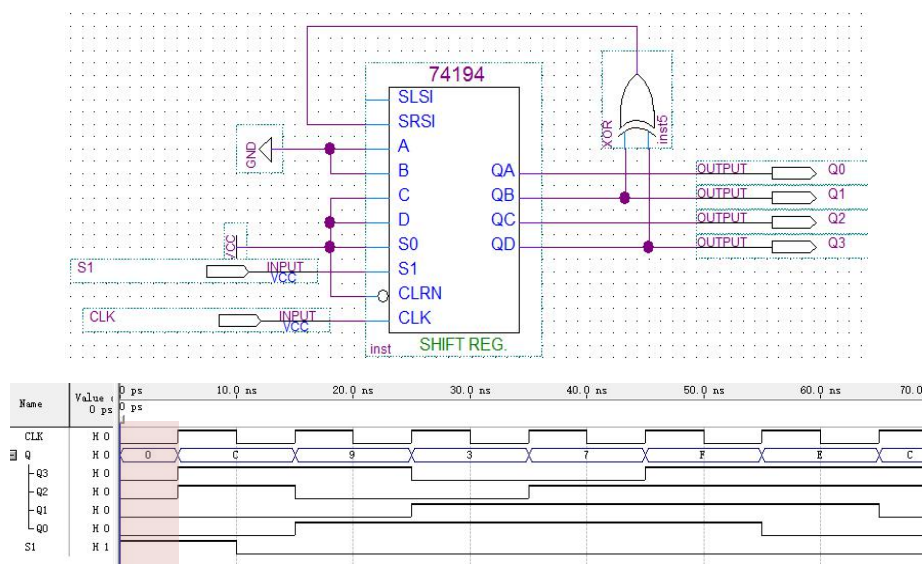 74194
SLSI
SRSI
A
B
C
D
S0
S1
CLRN
CLK
QA
QB
QC
QD
inst
SHIFT REG.
GND
VCC
XOR
inst5
OUTPUT Q0
OUTPUT Q1
OUTPUT Q2
OUTPUT Q3
S1 INPUT
VCC
CLK INPUT
VCC
Name Value (
0 ps
0 ps 10.0 ns 20.0 ns 30.0 ns 40.0 ns 50.0 ns 60.0 ns 70.0
0 ps
CLK H 0
Q H 0 0 C 9 3 7 F E C
Q3 H 0
Q2 H 0
Q1 H 0
Q0 H 0
S1 H 1